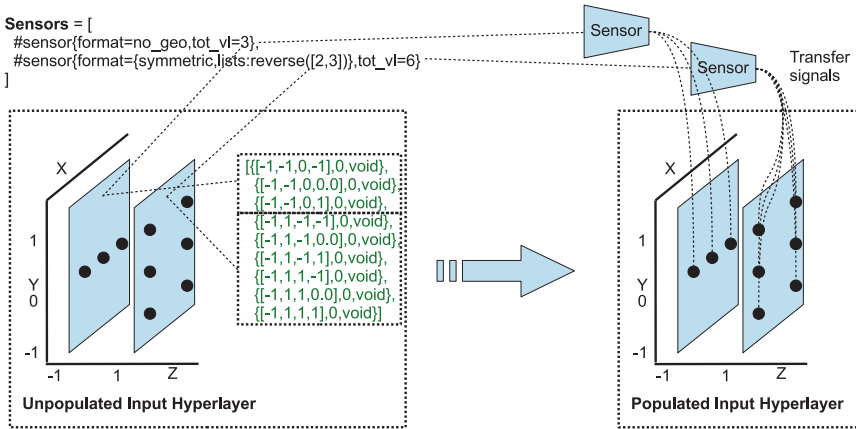 Sensors = [
#sensor{format=no_geo,tot_vl=3},
#sensor{format={symmetric,lists:reverse([2,3])},tot_vl=6}
]
Sensor
Sensor
Transfer
signals
X
1
Y
0
-1
-1
1
Z
[{[-1,-1,0,-1],0,void},
{[-1,-1,0,0.0],0,void},
{[-1,-1,0,1],0,void},
{[-1,1,-1,-1],0,void},
{[-1,1,-1,0.0],0,void},
{[-1,1,-1,1],0,void},
{[-1,1,1,-1],0,void},
{[-1,1,1,0.0],0,void},
{[-1,1,1,1],0,void}]
Unpopulated Input Hyperlayer
X
1
Y
0
-1
-1
1
Z
Populated Input Hyperlayer